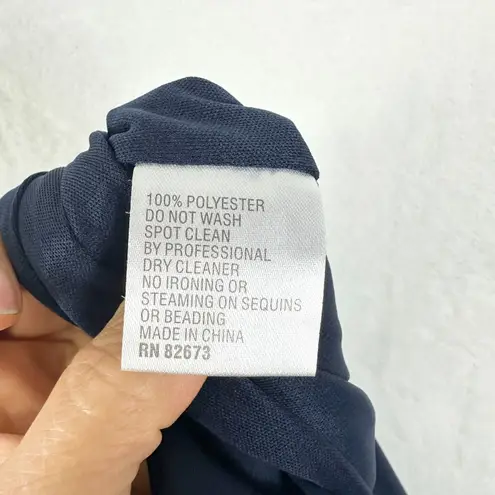 100% POLYESTER
DO NOT WASH
SPOT CLEAN
BY PROFESSIONAL
DRY CLEANER
NO IRONING OR
STEAMING ON SEQUINS
OR BEADING
MADE IN CHINA
RN 82673